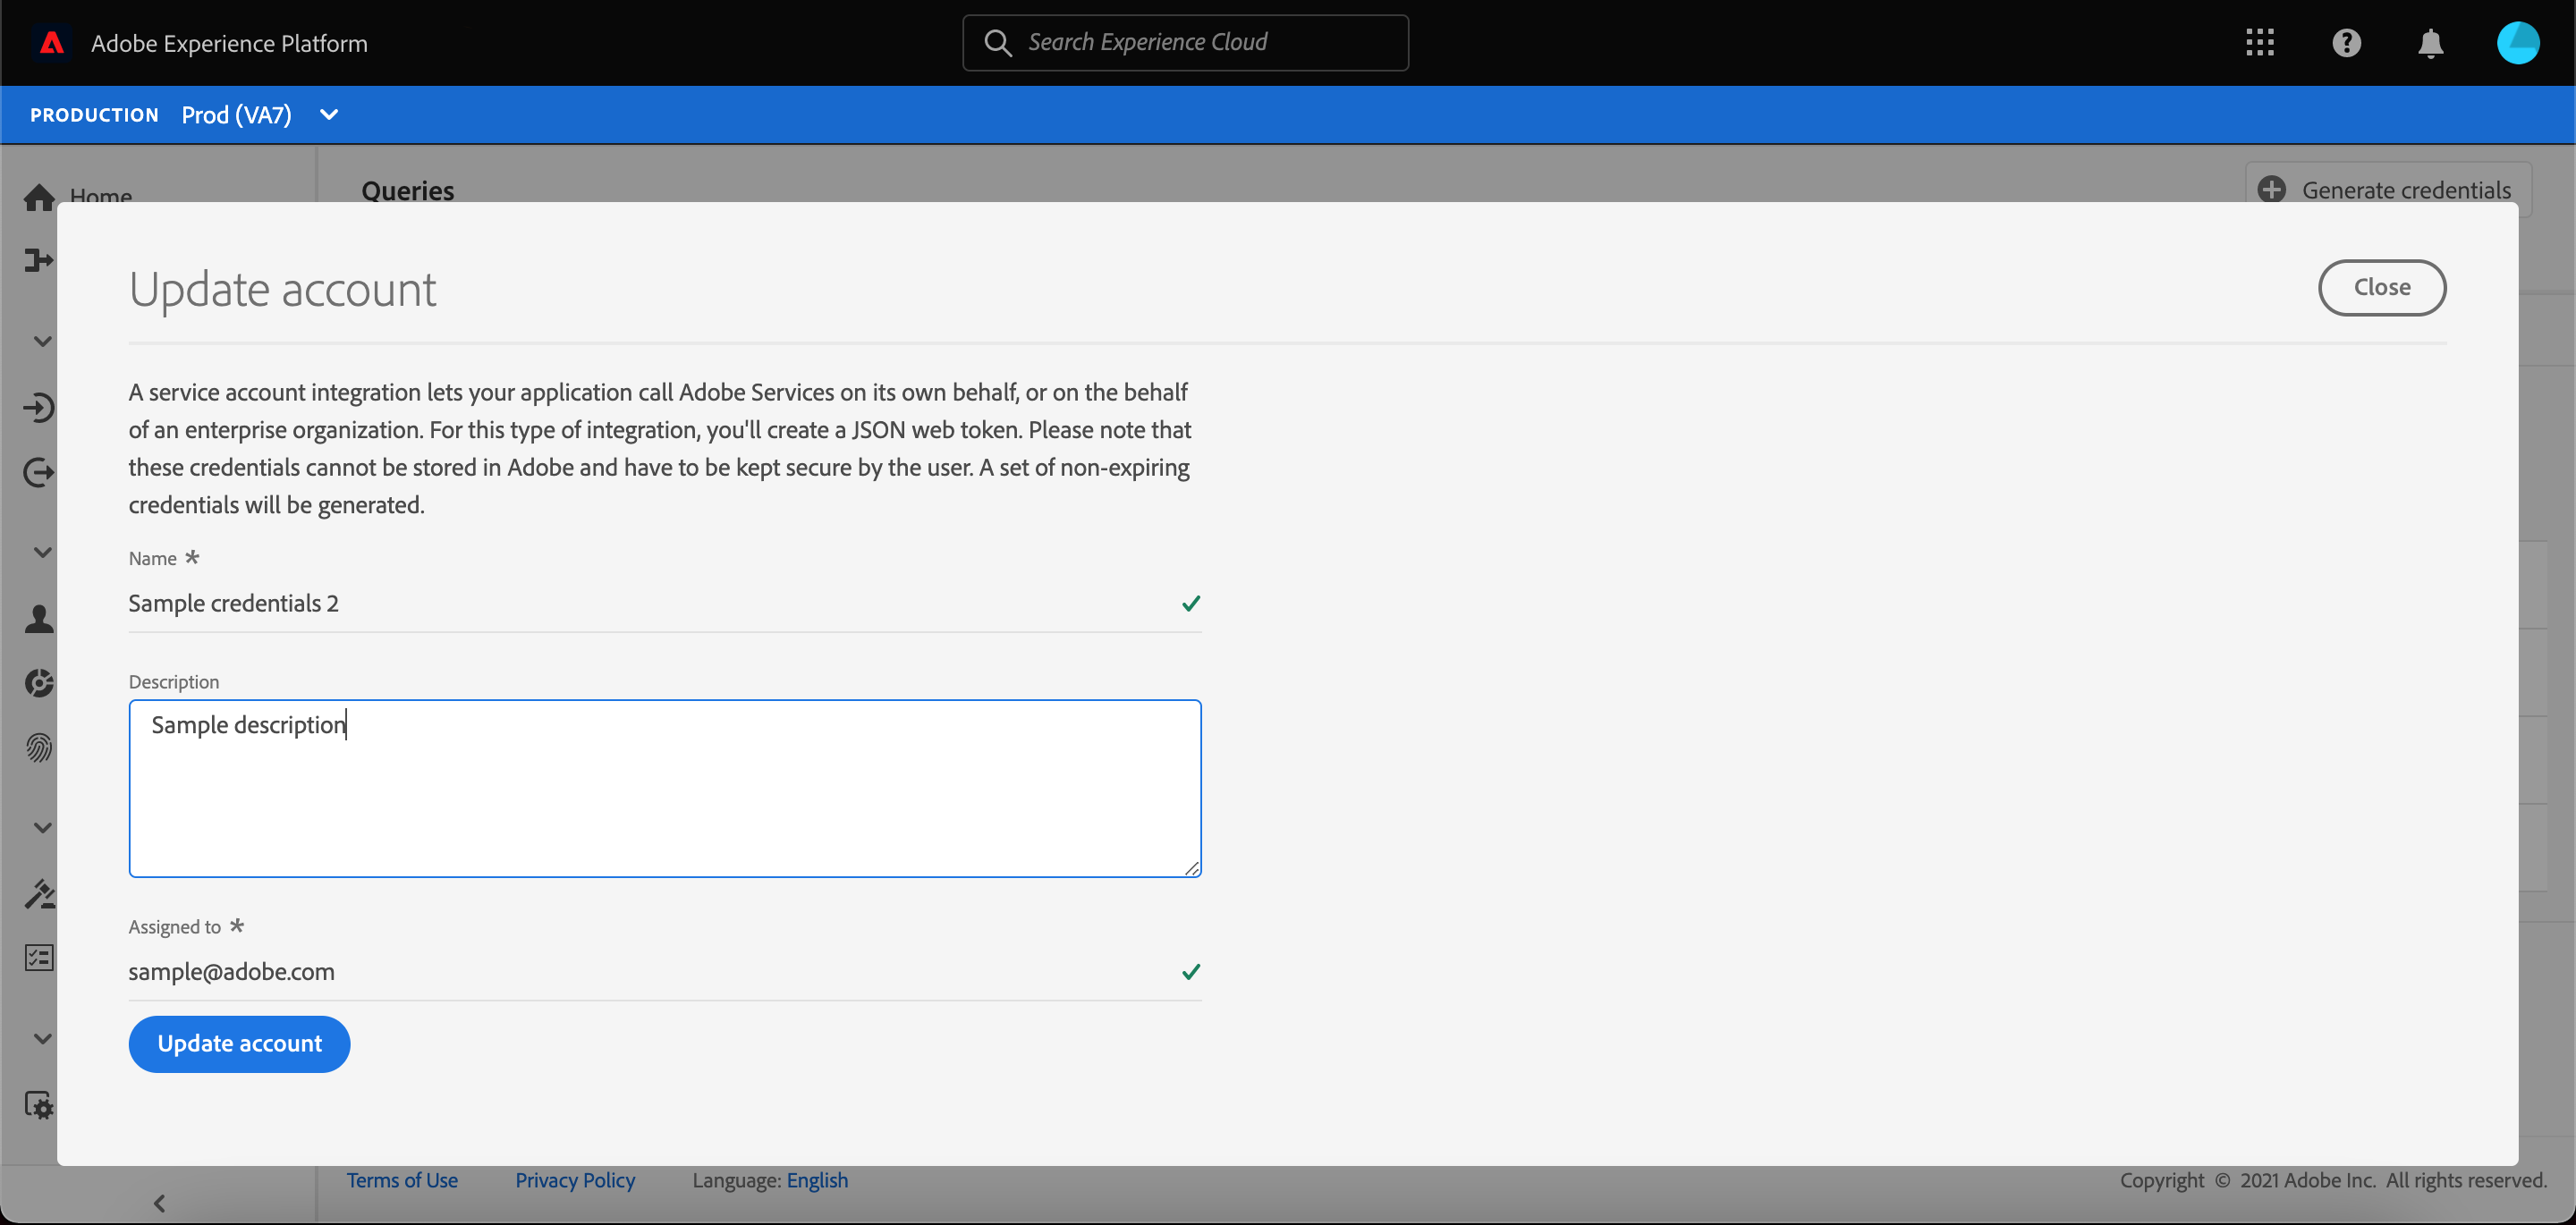 Adobe Experience Platform
Search Experience Cloud
PRODUCTION Prod (VA7)
Home
Queries
Generate credentials
Update account
Close
A service account integration lets your application call Adobe Services on its own behalf, or on the behalf
of an enterprise organization. For this type of integration, you'll create a JSON web token. Please note that
these credentials cannot be stored in Adobe and have to be kept secure by the user. A set of non-expiring
credentials will be generated.
Name *
Sample credentials 2
Description
Sample description
Assigned to *
sample@adobe.com
Update account
Terms of Use Privacy Policy Language: English Copyright © 2021 Adobe Inc. All rights reserved.